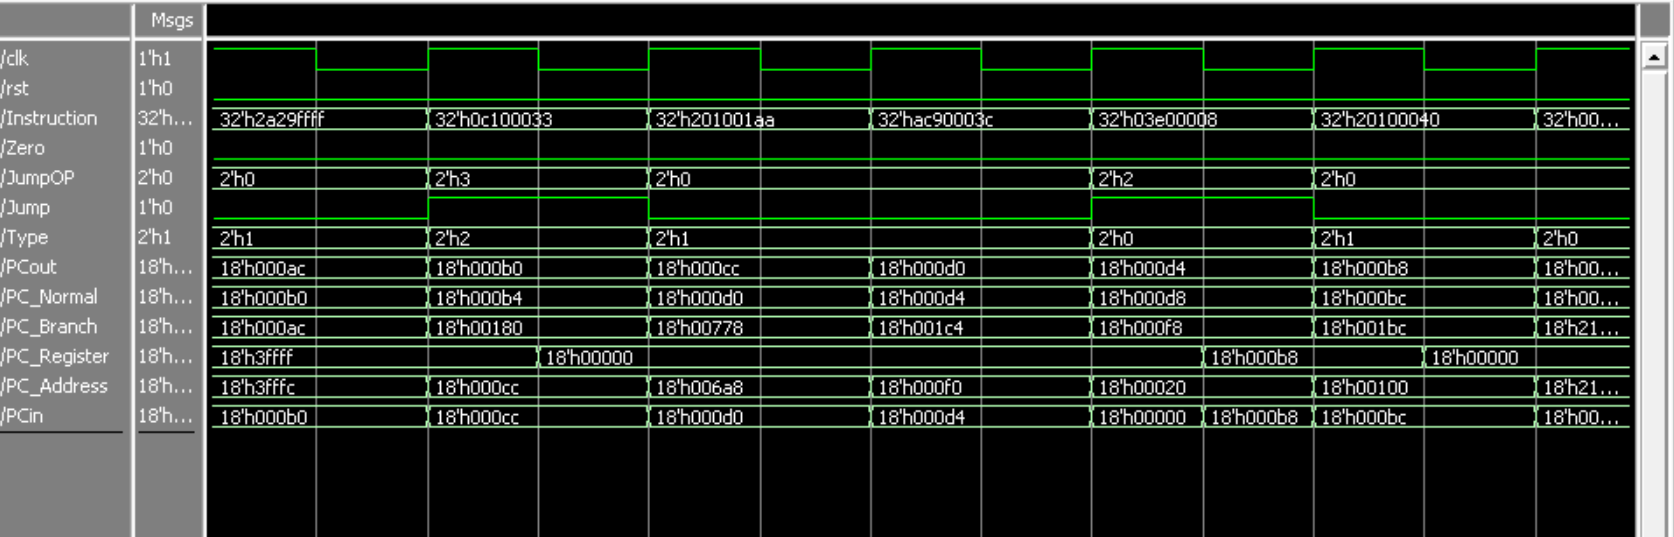 Msgs
/clk 1'h1
/rst 1'h0
/Instruction 32'h... 32'h2a29ffff 32'h0c100033 32'h201001aa 32'hac90003c 32'h03e00008 32'h20100040 32'h00...
/Zero 1'h0
/JumpOP 2'h0 2'h0 2'h3 2'h0 2'h2 2'h0
/Jump 1'h0
/Type 2'h1 2'h1 2'h2 2'h1 2'h0 2'h1 2'h0
/PCout 18'h... 18'h000ac 18'h000b0 18'h000cc 18'h000d0 18'h000d4 18'h000b8 18'h00...
/PC_Normal 18'h... 18'h000b0 18'h000b4 18'h000d0 18'h000d4 18'h000d8 18'h000bc 18'h00...
/PC_Branch 18'h... 18'h000ac 18'h00180 18'h00778 18'h001c4 18'h000f8 18'h001bc 18'h21...
/PC_Register 18'h... 18'h3ffff 18'h00000 18'h000b8 18'h00000
/PC_Address 18'h... 18'h3fffc 18'h000cc 18'h006a8 18'h000f0 18'h00020 18'h00100 18'h21...
/PCin 18'h... 18'h000b0 18'h000cc 18'h000d0 18'h000d4 18'h00000 18'h000b8 18'h000bc 18'h00...